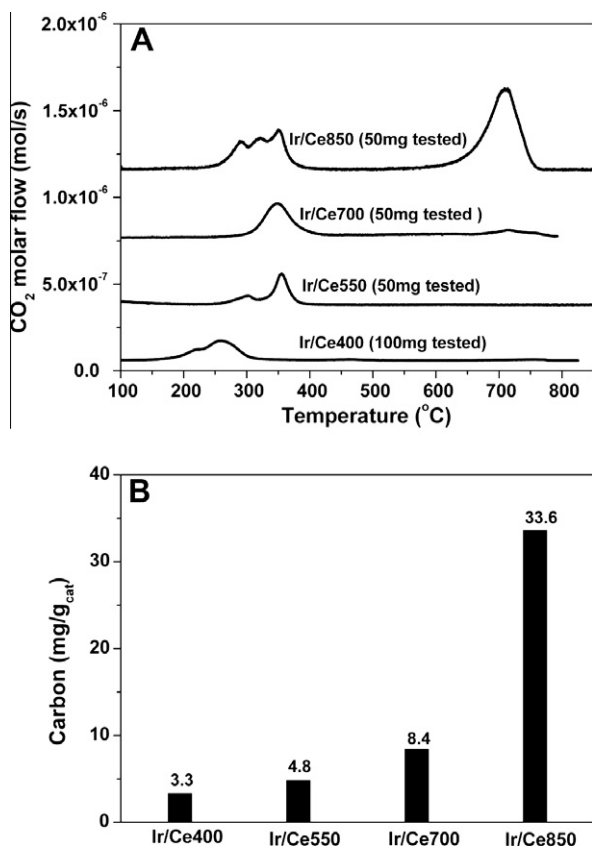 2.0x10⁻⁶
A
1.5x10⁻⁶
Ir/Ce850 (50mg tested)
1.0x10⁻⁶
Ir/Ce700 (50mg tested )
5.0x10⁻⁷
Ir/Ce550 (50mg tested)
Ir/Ce400 (100mg tested)
0.0
CO₂ molar flow (mol/s)
100 200 300 400 500 600 700 800
Temperature (°C)
B
40
30
20
10
0
Carbon (mg/g_cat)
3.3
4.8
8.4
33.6
Ir/Ce400 Ir/Ce550 Ir/Ce700 Ir/Ce850